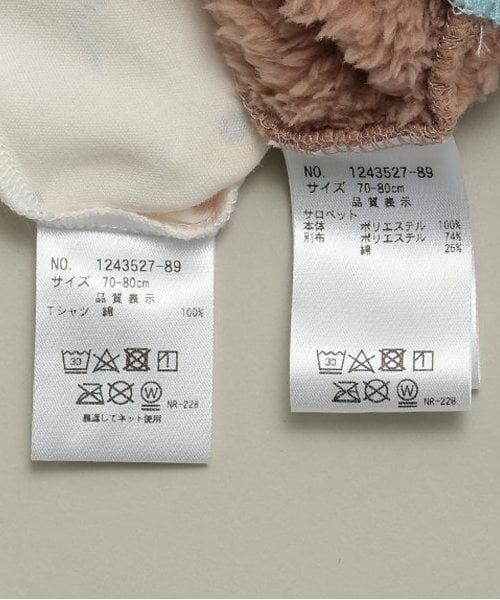 NO. 1243527-89
サイズ 70-80cm
品質表示
Tシャツ 綿 100%
30
W
NR-228
裏返してネット使用
NO. 1243527-89
サイズ 70-80cm
品質表示
サロペット
本体 ポリエステル 100%
別布 ポリエステル 74%
綿 26%
30
W
NR-228